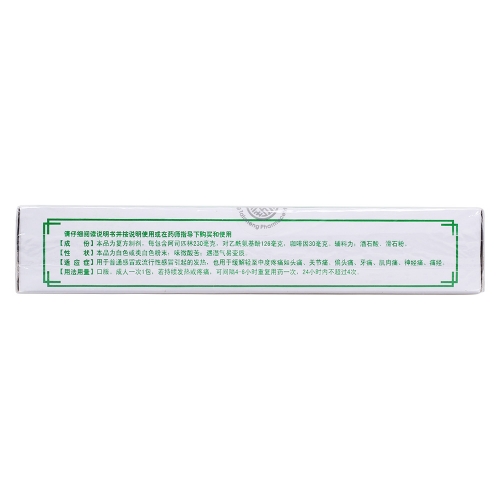 请仔细阅读说明书并按说明使用或在药师指导下购买和使用
【成 份】本品为复方制剂，每包含阿司匹林230毫克，对乙酰氨基酚126毫克，咖啡因30毫克。辅料为：酒石酸、滑石粉。
【性 状】本品为白色或类白色粉末，味微酸苦，遇湿气易变质。
【适 应 症】用于普通感冒或流行性感冒引起的发热，也用于缓解轻至中度疼痛如头痛、关节痛、偏头痛、牙痛、肌肉痛、神经痛、痛经。
【用法用量】口服，成人一次1包，若持续发热或疼痛，可间隔4-6小时重复用药一次，24小时内不超过4次。